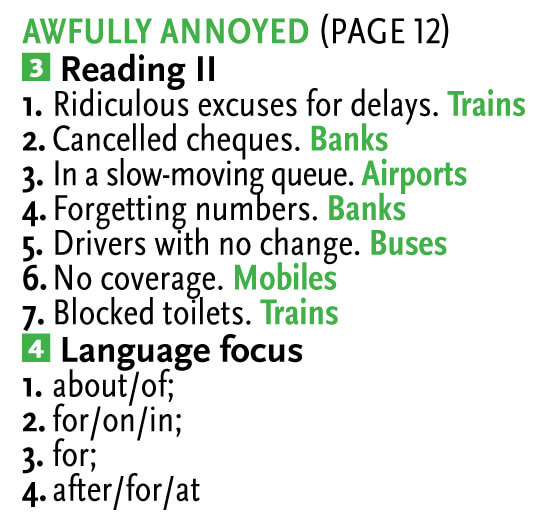 AWFULLY ANNOYED (PAGE 12)
3 Reading II
1. Ridiculous excuses for delays. Trains
2. Cancelled cheques. Banks
3. In a slow-moving queue. Airports
4. Forgetting numbers. Banks
5. Drivers with no change. Buses
6. No coverage. Mobiles
7. Blocked toilets. Trains
4 Language focus
1. about/of;
2. for/on/in;
3. for;
4. after/for/at